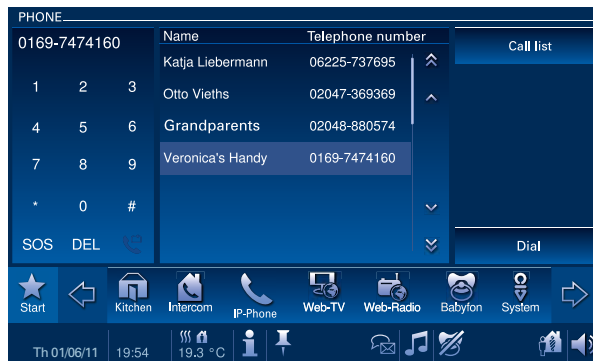 PHONE
0169-7474160
Name Telephone number
Call list
Katja Liebermann 06225-737695
Otto Vieths 02047-369369
Grandparents 02048-880574
Veronica's Handy 0169-7474160
1 2 3
4 5 6
7 8 9
* 0 #
SOS DEL
Dial
Start Kitchen Intercom IP-Phone Web-TV Web-Radio Babyfon System
Th 01/06/11 19:54 19.3 °C